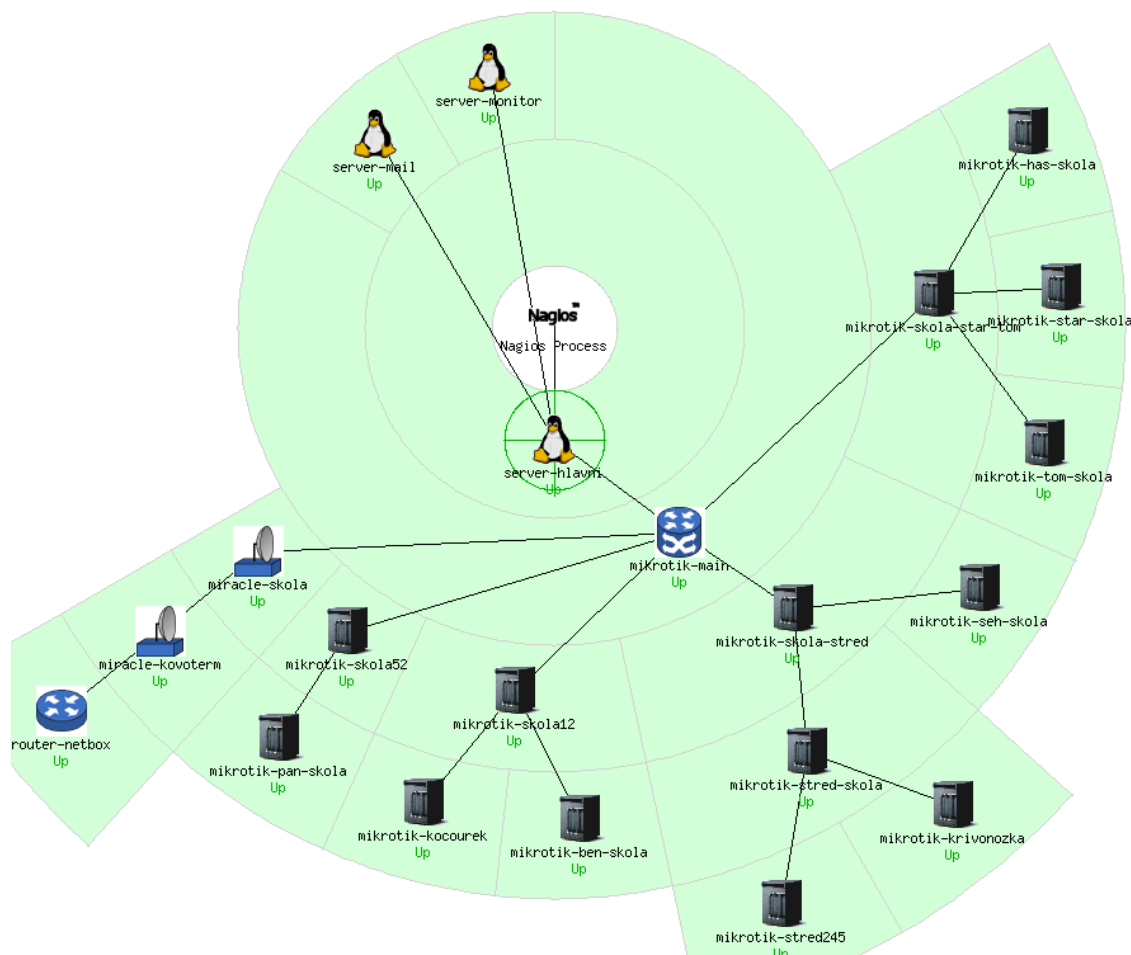 server-monitor
Up
server-mail
Up
mikrotik-has-skola
Up
Nagios™
Nagios Process
mikrotik-skola-star-tom
Up
mikrotik-star-skola
Up
server-hlavni
Up
mikrotik-tom-skola
Up
mikrotik-main
Up
miracle-skola
Up
mikrotik-seh-skola
Up
mikrotik-skola-stred
Up
miracle-kovoterm
Up
mikrotik-skola52
Up
mikrotik-skola12
Up
router-netbox
Up
mikrotik-pan-skola
Up
mikrotik-stred-skola
Up
mikrotik-kocourek
Up
mikrotik-krivonozka
Up
mikrotik-ben-skola
Up
mikrotik-stred245
Up